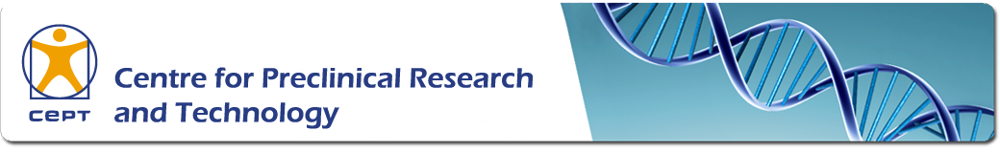 Centre for Preclinical Research
and Technology
CEPT